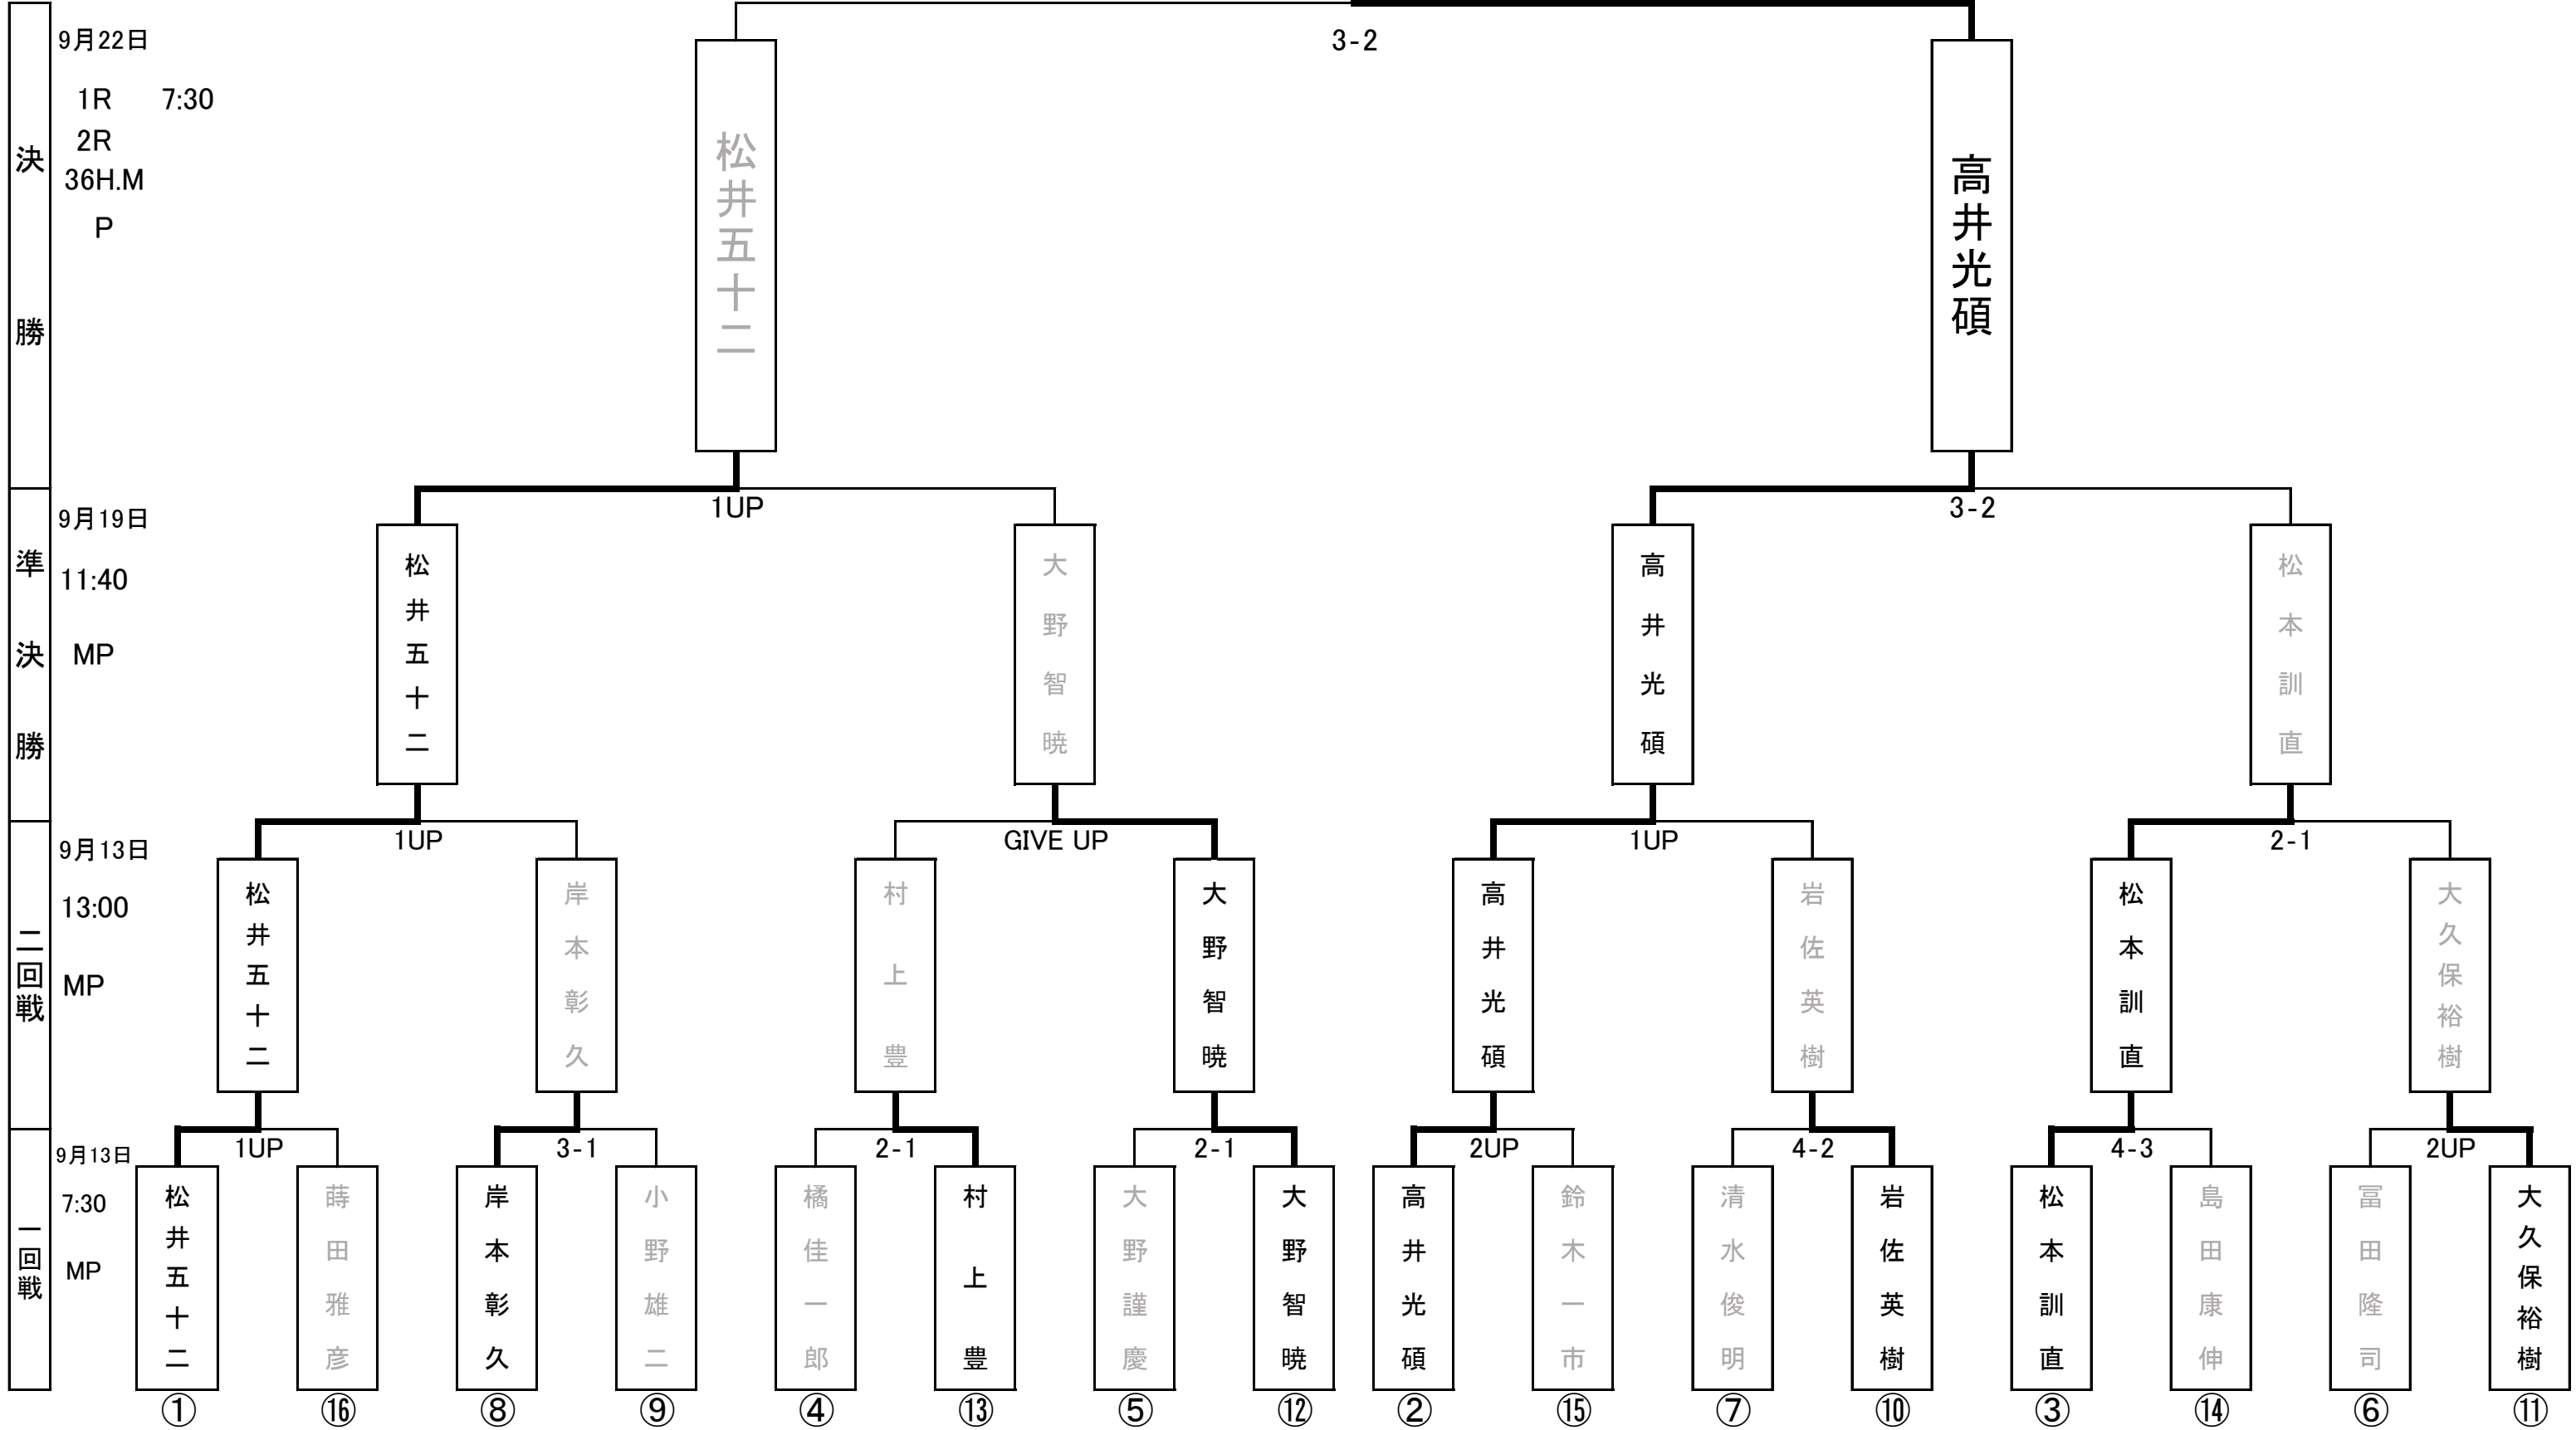 決勝
9月22日
1R 7:30
2R
36H.M
P
3-2
松井五十二
高井光碩
準決勝
9月19日
11:40
MP
1UP
3-2
松井五十二
大野智暁
高井光碩
松本訓直
二回戦
9月13日
13:00
MP
1UP
GIVE UP
1UP
2-1
松井五十二
岸本彰久
村上豊
大野智暁
高井光碩
岩佐英樹
松本訓直
大久保裕樹
一回戦
9月13日
7:30
MP
1UP
3-1
2-1
2-1
2UP
4-2
4-3
2UP
松井五十二
蒔田雅彦
岸本彰久
小野雄二
橘佳一郎
村上豊
大野謹慶
大野智暁
高井光碩
鈴木一市
清水俊明
岩佐英樹
松本訓直
島田康伸
冨田隆司
大久保裕樹
① ⑯ ⑧ ⑨ ④ ⑬ ⑤ ⑫ ② ⑮ ⑦ ⑩ ③ ⑭ ⑥ ⑪